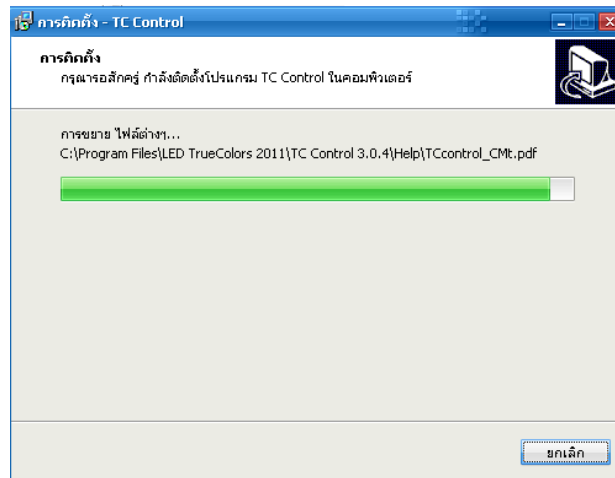 การติดตั้ง - TC Control
การติดตั้ง
กรุณารอสักครู่ กำลังติดตั้งโปรแกรม TC Control ในคอมพิวเตอร์
การขยาย ไฟล์ต่างๆ...
C:\Program Files\LED TrueColors 2011\TC Control 3.0.4\Help\TCcontrol_CMt.pdf
ยกเลิก